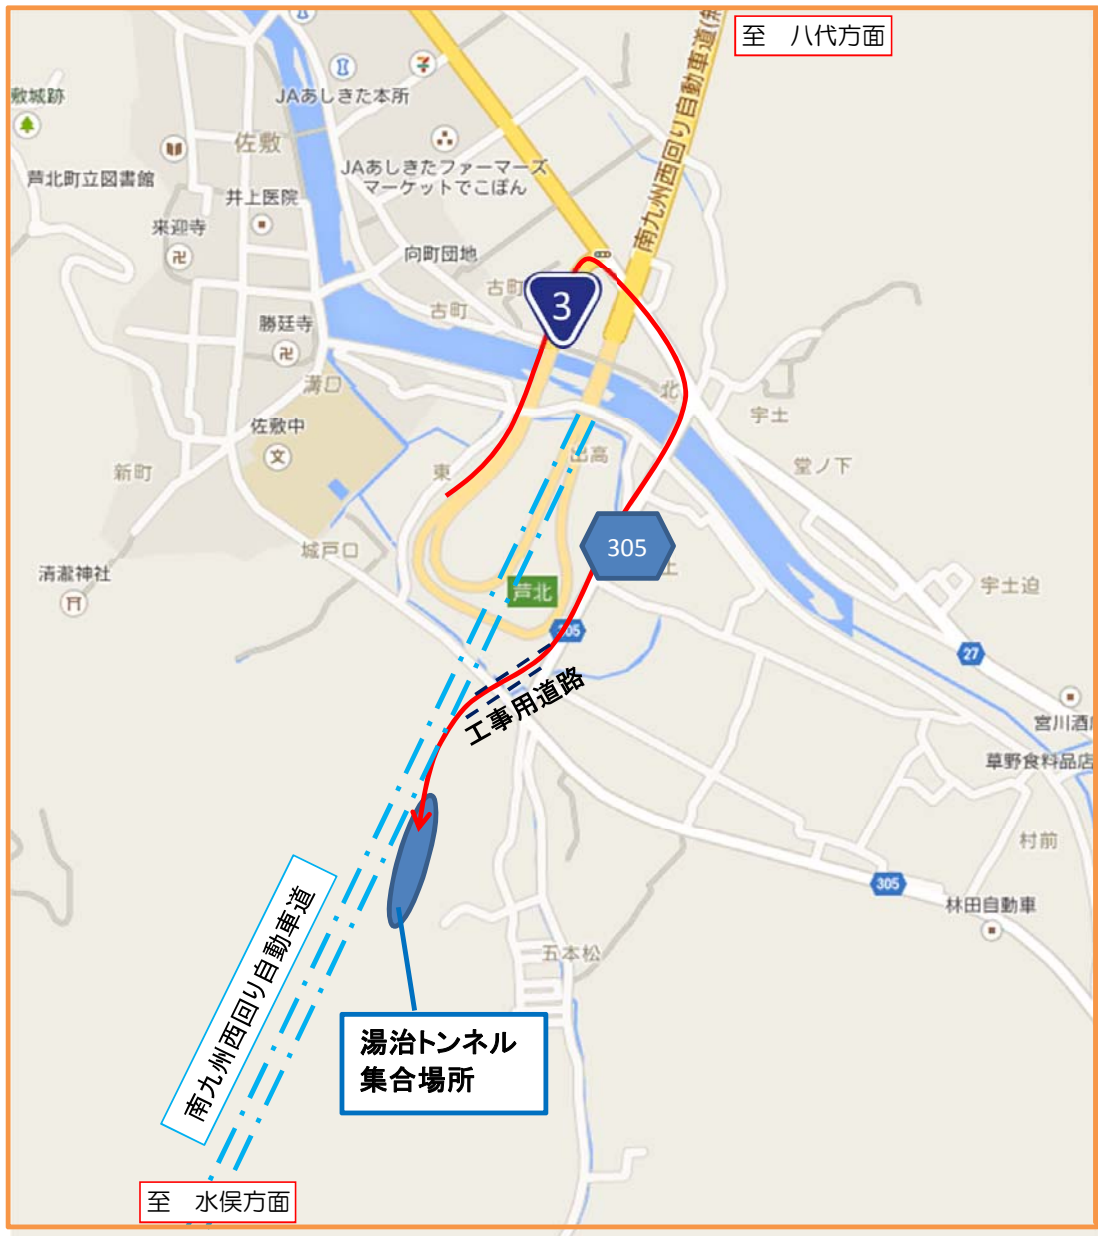 至　八代方面
南九州西回り自動車道(
敷城跡
JAあしきた本所
佐敷
JAあしきたファーマーズ
マーケットでこぽん
芦北町立図書館
井上医院
来迎寺
向町団地
古町
古町
3
勝延寺
溝口
北
宇土
佐敷中
文
新町
東
出高
堂ノ下
城戸口
305
土
清瀧神社
芦北
宇土迫
305
27
工事用道路
宮川酒
草野食料品店
村前
305
林田自動車
南九州西回り自動車道
五本松
湯治トンネル
集合場所
至　水俣方面